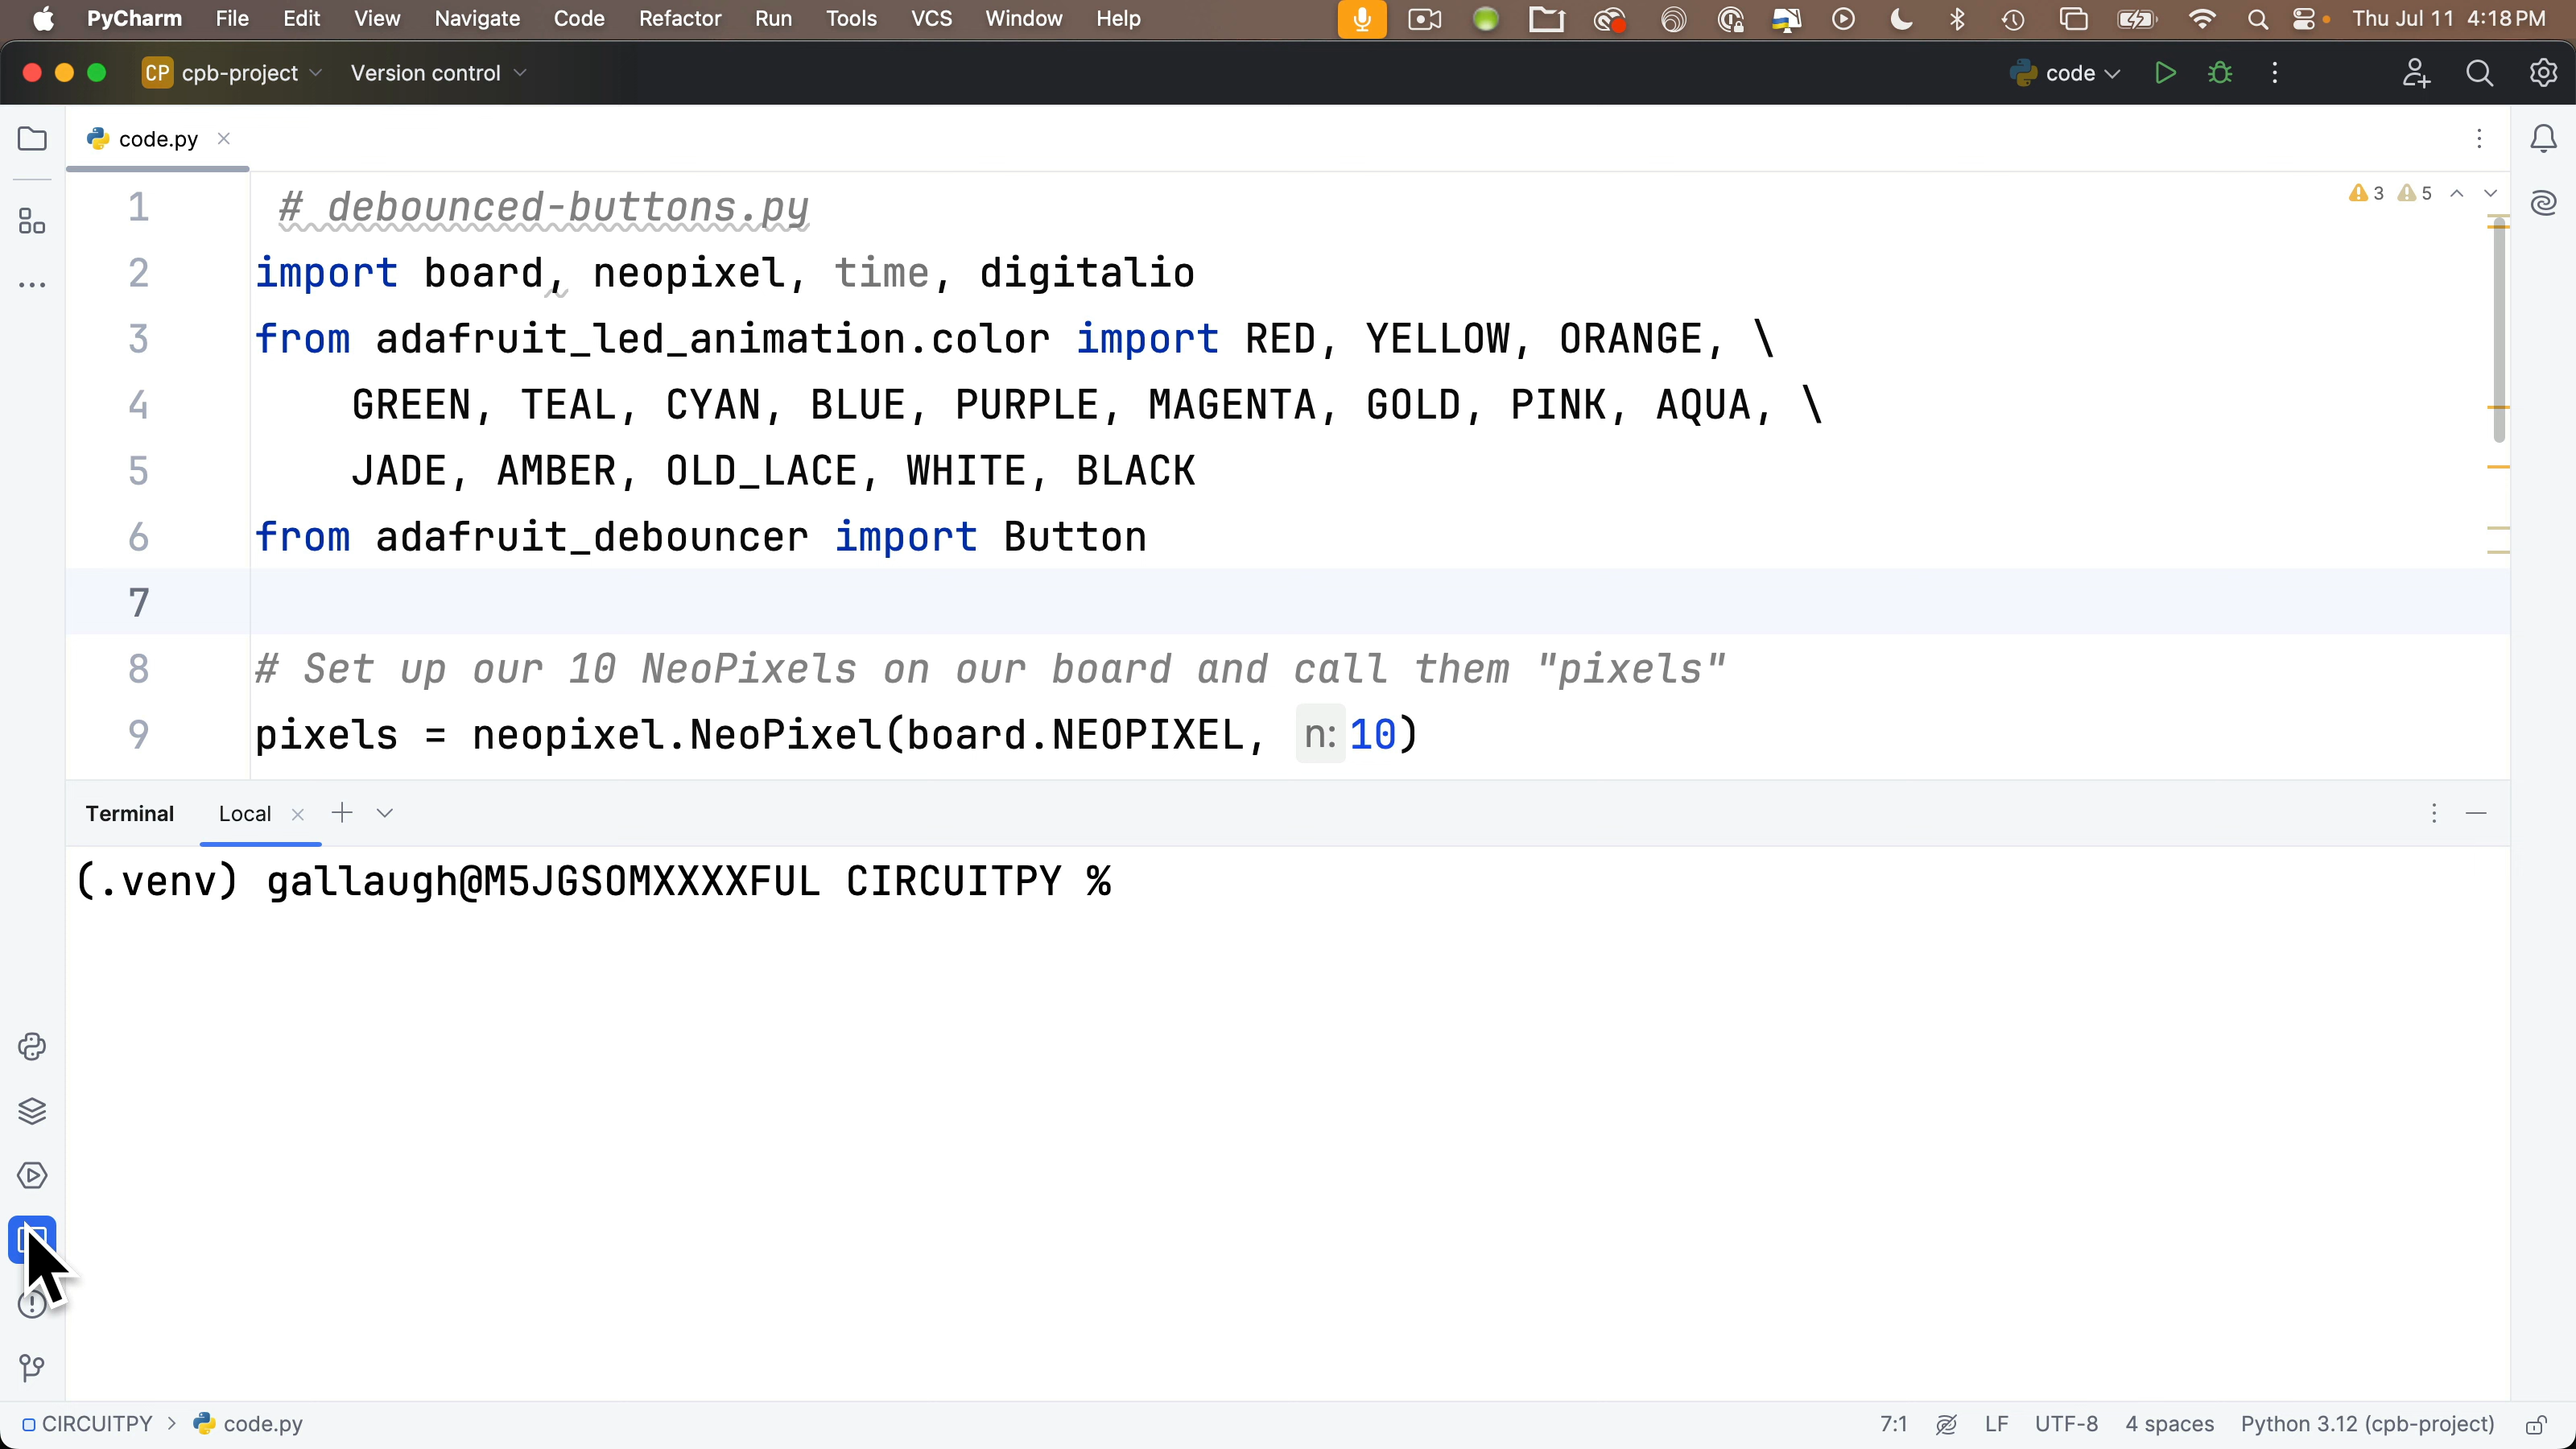 PyCharm File Edit View Navigate Code Refactor Run Tools VCS Window Help Thu Jul 11 4:18 PM
CP cpb-project Version control code
code.py
3 5
1 # debounced-buttons.py
2 import board, neopixel, time, digitalio
3 from adafruit_led_animation.color import RED, YELLOW, ORANGE, \
4 GREEN, TEAL, CYAN, BLUE, PURPLE, MAGENTA, GOLD, PINK, AQUA, \
5 JADE, AMBER, OLD_LACE, WHITE, BLACK
6 from adafruit_debouncer import Button
7
8 # Set up our 10 NeoPixels on our board and call them "pixels"
9 pixels = neopixel.NeoPixel(board.NEOPIXEL, n: 10)
Terminal Local
(.venv) gallaugh@M5JGSOMXXXXFUL CIRCUITPY %
CIRCUITPY > code.py 7:1 LF UTF-8 4 spaces Python 3.12 (cpb-project)